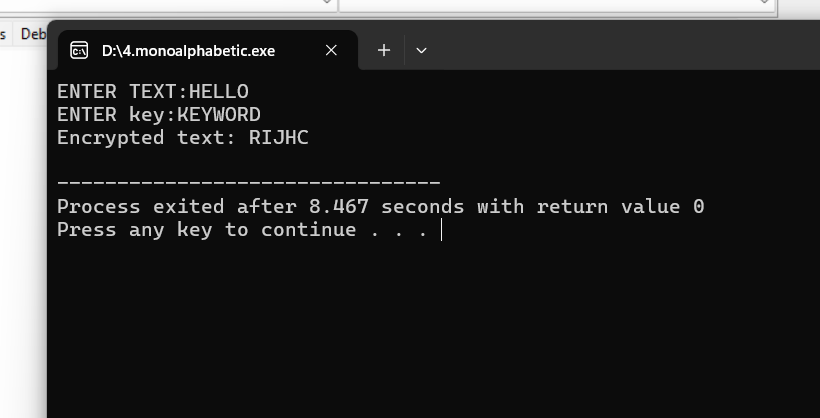 s Deb
D:\4.monoalphabetic.exe
ENTER TEXT:HELLO
ENTER key:KEYWORD
Encrypted text: RIJHC
--------------------------------
Process exited after 8.467 seconds with return value 0
Press any key to continue . . .